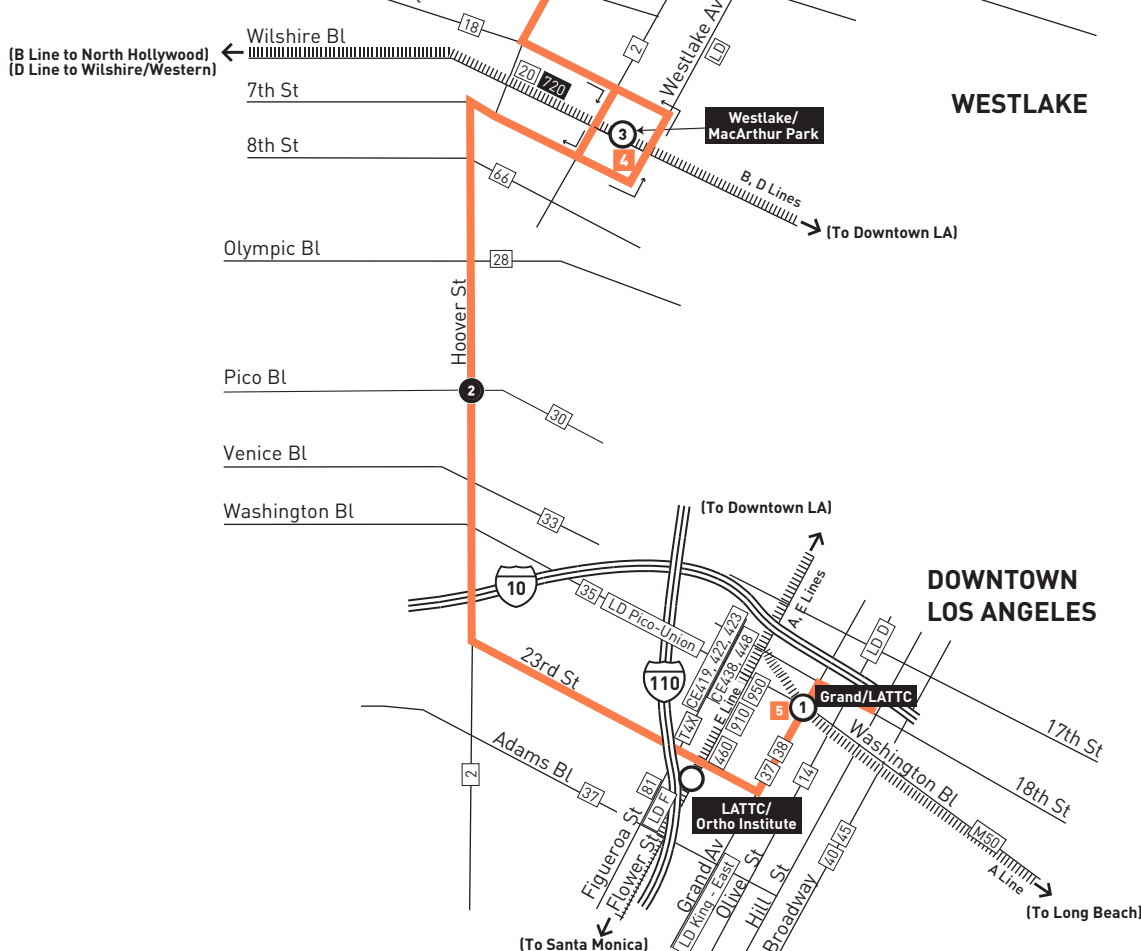 18
2
Westlake Av
LD
Wilshire Bl
(B Line to North Hollywood)
(D Line to Wilshire/Western)
20
720
7th St
WESTLAKE
Westlake/
MacArthur Park
3
4
8th St
66
B, D Lines
(To Downtown LA)
Olympic Bl
28
Hoover St
Pico Bl
2
30
Venice Bl
33
Washington Bl
(To Downtown LA)
10
A, E Lines
DOWNTOWN
LOS ANGELES
35
LD Pico-Union
CE419, 422, 423
CE438, 448
LD D
23rd St
110
T4X
E Line
460
910
950
5
1
Grand/LATTC
17th St
Washington Bl
18th St
Adams Bl
37
2
81
LD F
37
38
14
LATTC/
Ortho Institute
Figueroa St
Flower St
Grand Av
LD King - East
Olive St
Hill St
Broadway
40
45
M50
A Line
(To Long Beach)
(To Santa Monica)